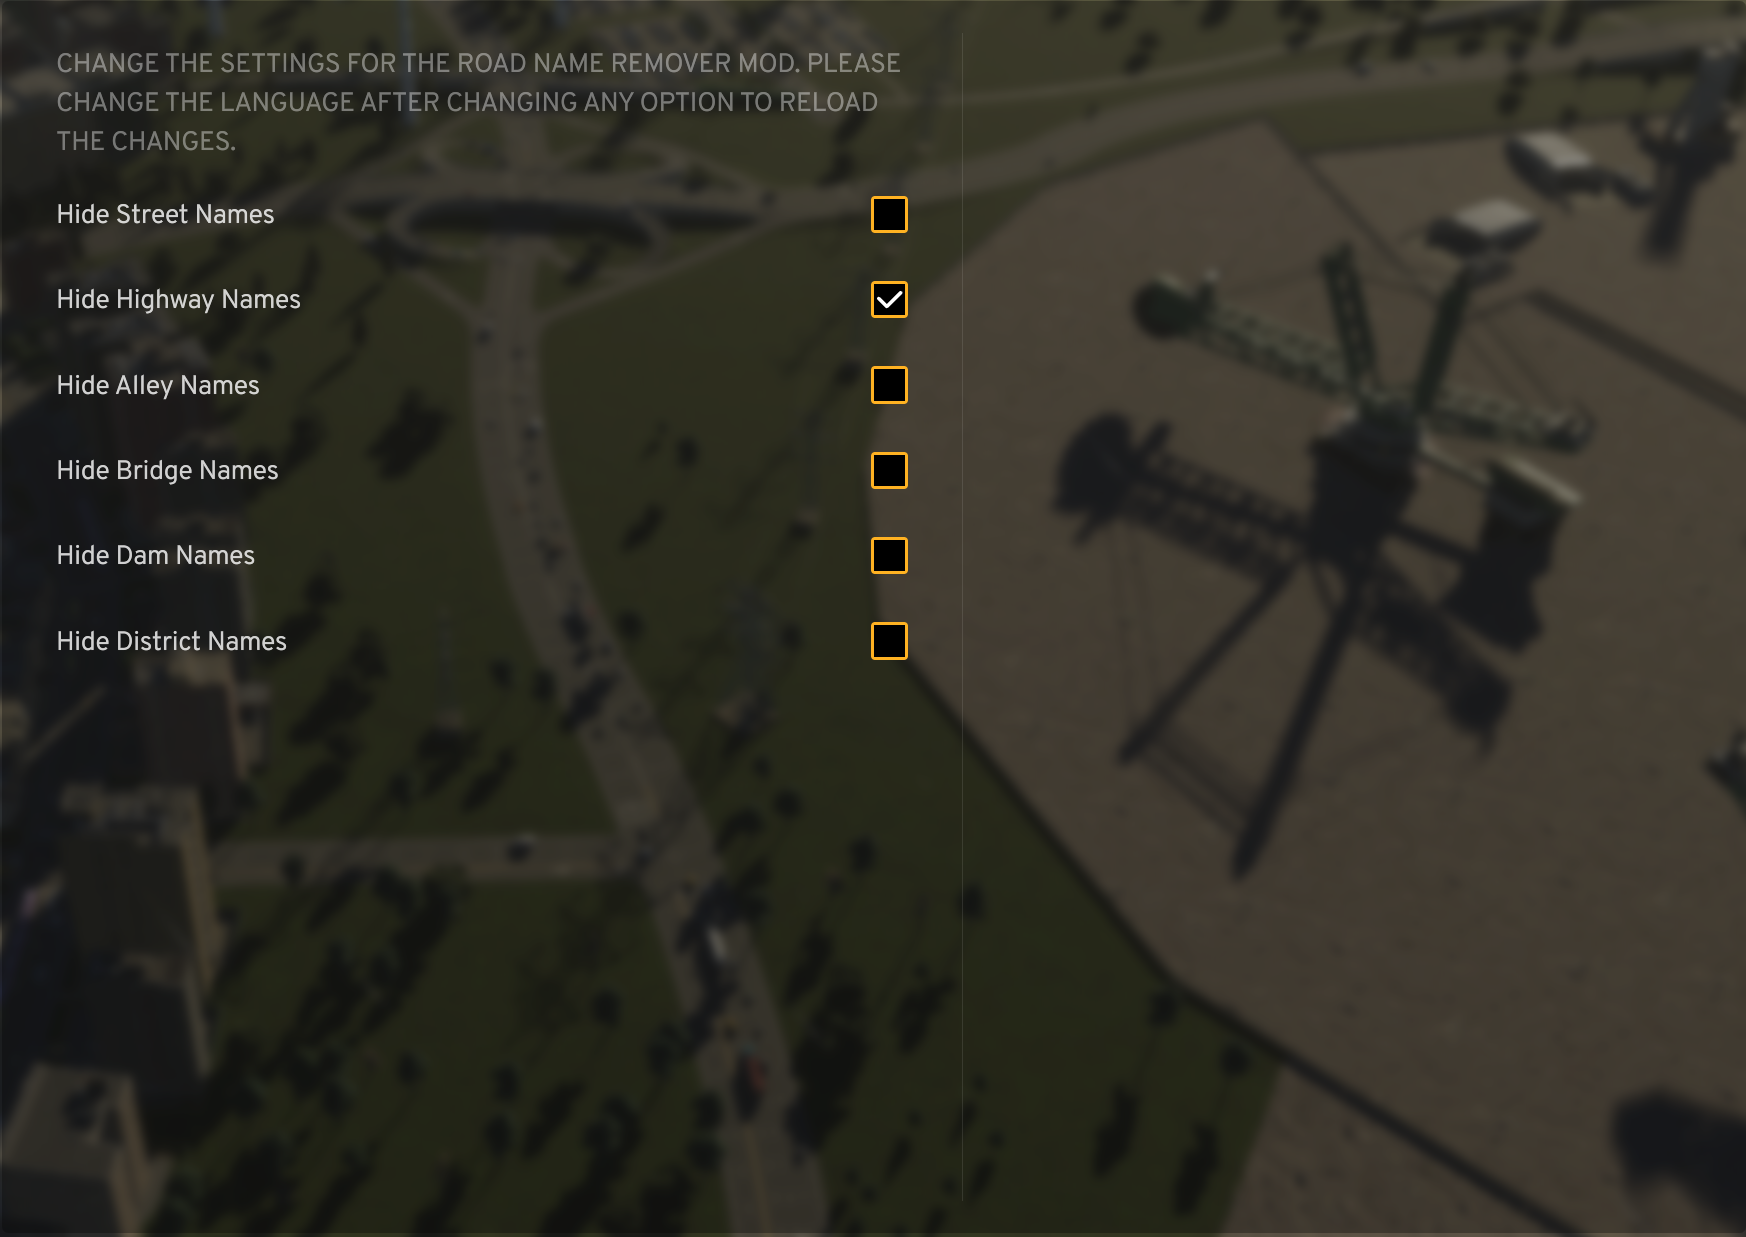 CHANGE THE SETTINGS FOR THE ROAD NAME REMOVER MOD. PLEASE
CHANGE THE LANGUAGE AFTER CHANGING ANY OPTION TO RELOAD
THE CHANGES.
Hide Street Names
Hide Highway Names
Hide Alley Names
Hide Bridge Names
Hide Dam Names
Hide District Names